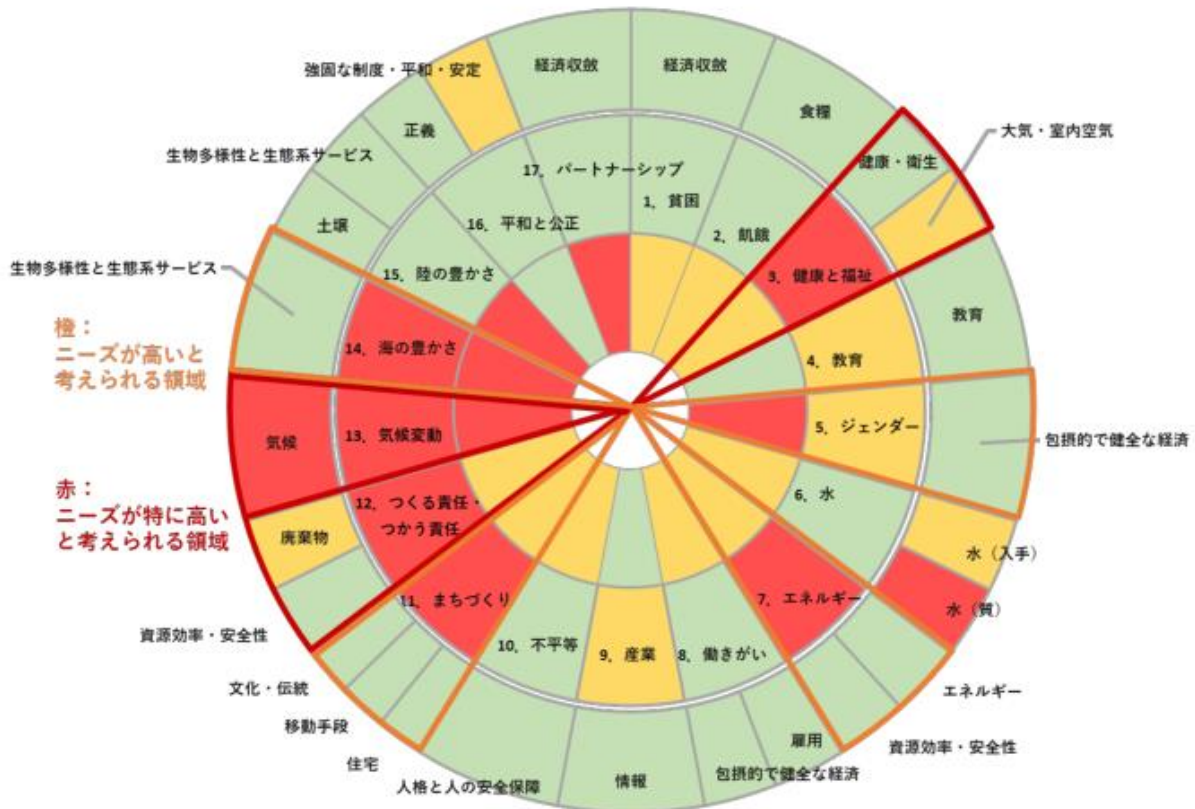 経済収斂
経済収斂
食糧
健康・衛生
大気・室内空気
教育
包摂的で健全な経済
水（入手）
水（質）
エネルギー
資源効率・安全性
雇用
包摂的で健全な経済
情報
人格と人の安全保障
住宅
移動手段
文化・伝統
資源効率・安全性
廃棄物
気候
生物多様性と生態系サービス
土壌
生物多様性と生態系サービス
正義
強固な制度・平和・安定
1，貧困
2，飢餓
3，健康と福祉
4，教育
5，ジェンダー
6，水
7，エネルギー
8，働きがい
9，産業
10，不平等
11，まちづくり
12，つくる責任・
つかう責任
13，気候変動
14，海の豊かさ
15，陸の豊かさ
16，平和と公正
17，パートナーシップ
橙：
ニーズが高いと
考えられる領域
赤：
ニーズが特に高い
と考えられる領域